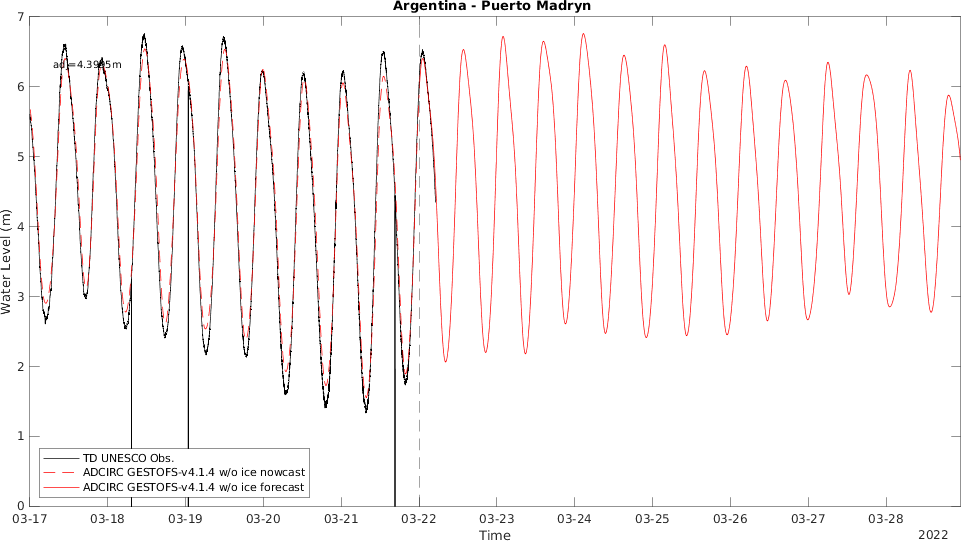 Argentina - Puerto Madryn
7
6
5
4
3
2
1
0
Water Level (m)
TD UNESCO Obs.
ADCIRC GESTOFS-v4.1.4 w/o ice nowcast
ADCIRC GESTOFS-v4.1.4 w/o ice forecast
03-17 03-18 03-19 03-20 03-21 03-22 03-23 03-24 03-25 03-26 03-27 03-28
Time
2022